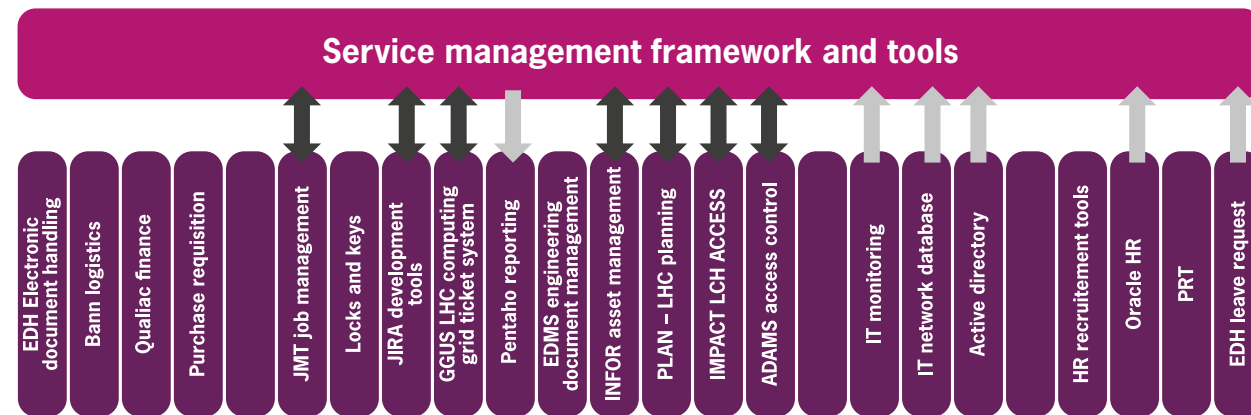 Service management framework and tools
EDH Electronic
document handling
Bann logistics
Qualiac finance
Purchase requisition
JMT job management
Locks and keys
JIRA development
tools
GGUS LHC computing
grid ticket system
Pentaho reporting
EDMS engineering
document management
INFOR asset management
PLAN – LHC planning
IMPACT LCH ACCESS
ADAMS access control
IT monitoring
IT network database
Active directory
HR recruitement tools
Oracle HR
PRT
EDH leave request